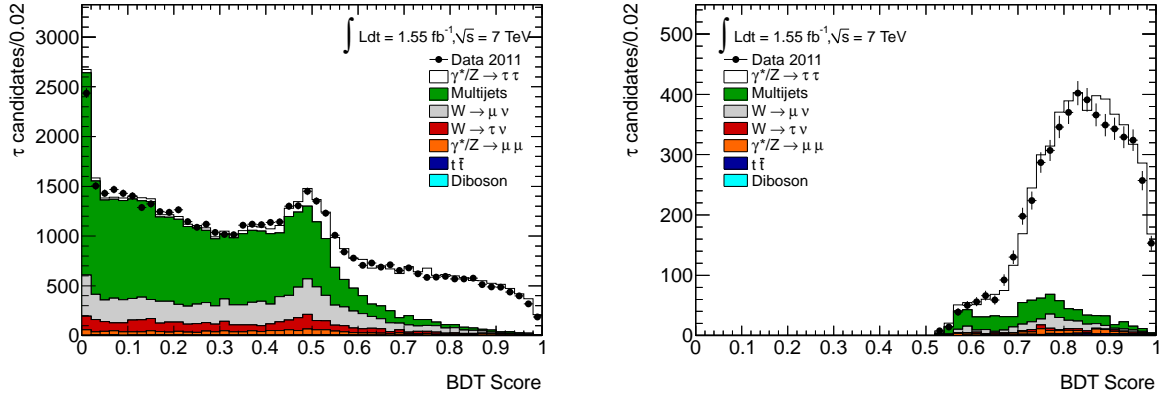 τ candidates/0.02
3000
2500
2000
1500
1000
500
0
∫ Ldt = 1.55 fb⁻¹,√s = 7 TeV
Data 2011
γ*/Z→ τ τ
Multijets
W→ μ ν
W→ τ ν
γ*/Z→ μ μ
t t̄
Diboson
0 0.1 0.2 0.3 0.4 0.5 0.6 0.7 0.8 0.9 1
BDT Score
τ candidates/0.02
500
400
300
200
100
0
∫ Ldt = 1.55 fb⁻¹,√s = 7 TeV
Data 2011
γ*/Z→ τ τ
Multijets
W→ μ ν
W→ τ ν
γ*/Z→ μ μ
t t̄
Diboson
0 0.1 0.2 0.3 0.4 0.5 0.6 0.7 0.8 0.9 1
BDT Score